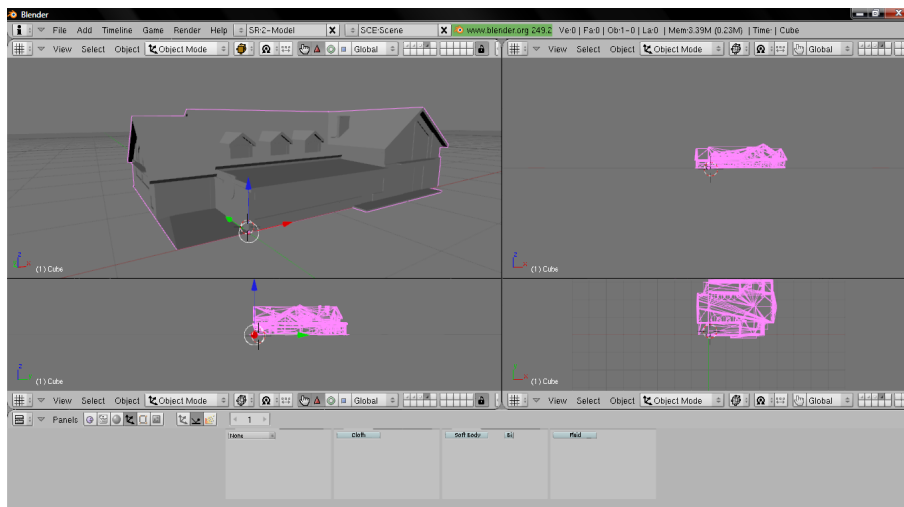 Blender
File Add Timeline Game Render Help SR:2-Model SCE:Scene www.blender.org 249.2 Ve:0 | Fa:0 | Ob:1-0 | La:0 | Mem:3.39M (0.23M) | Time: | Cube
View Select Object Object Mode Global View Select Object Object Mode Global
z
x
(1) Cube
z
x
(1) Cube
z
(1) Cube
x
(1) Cube
View Select Object Object Mode Global View Select Object Object Mode Global
Panels 1
None Cloth Soft Body Fluid